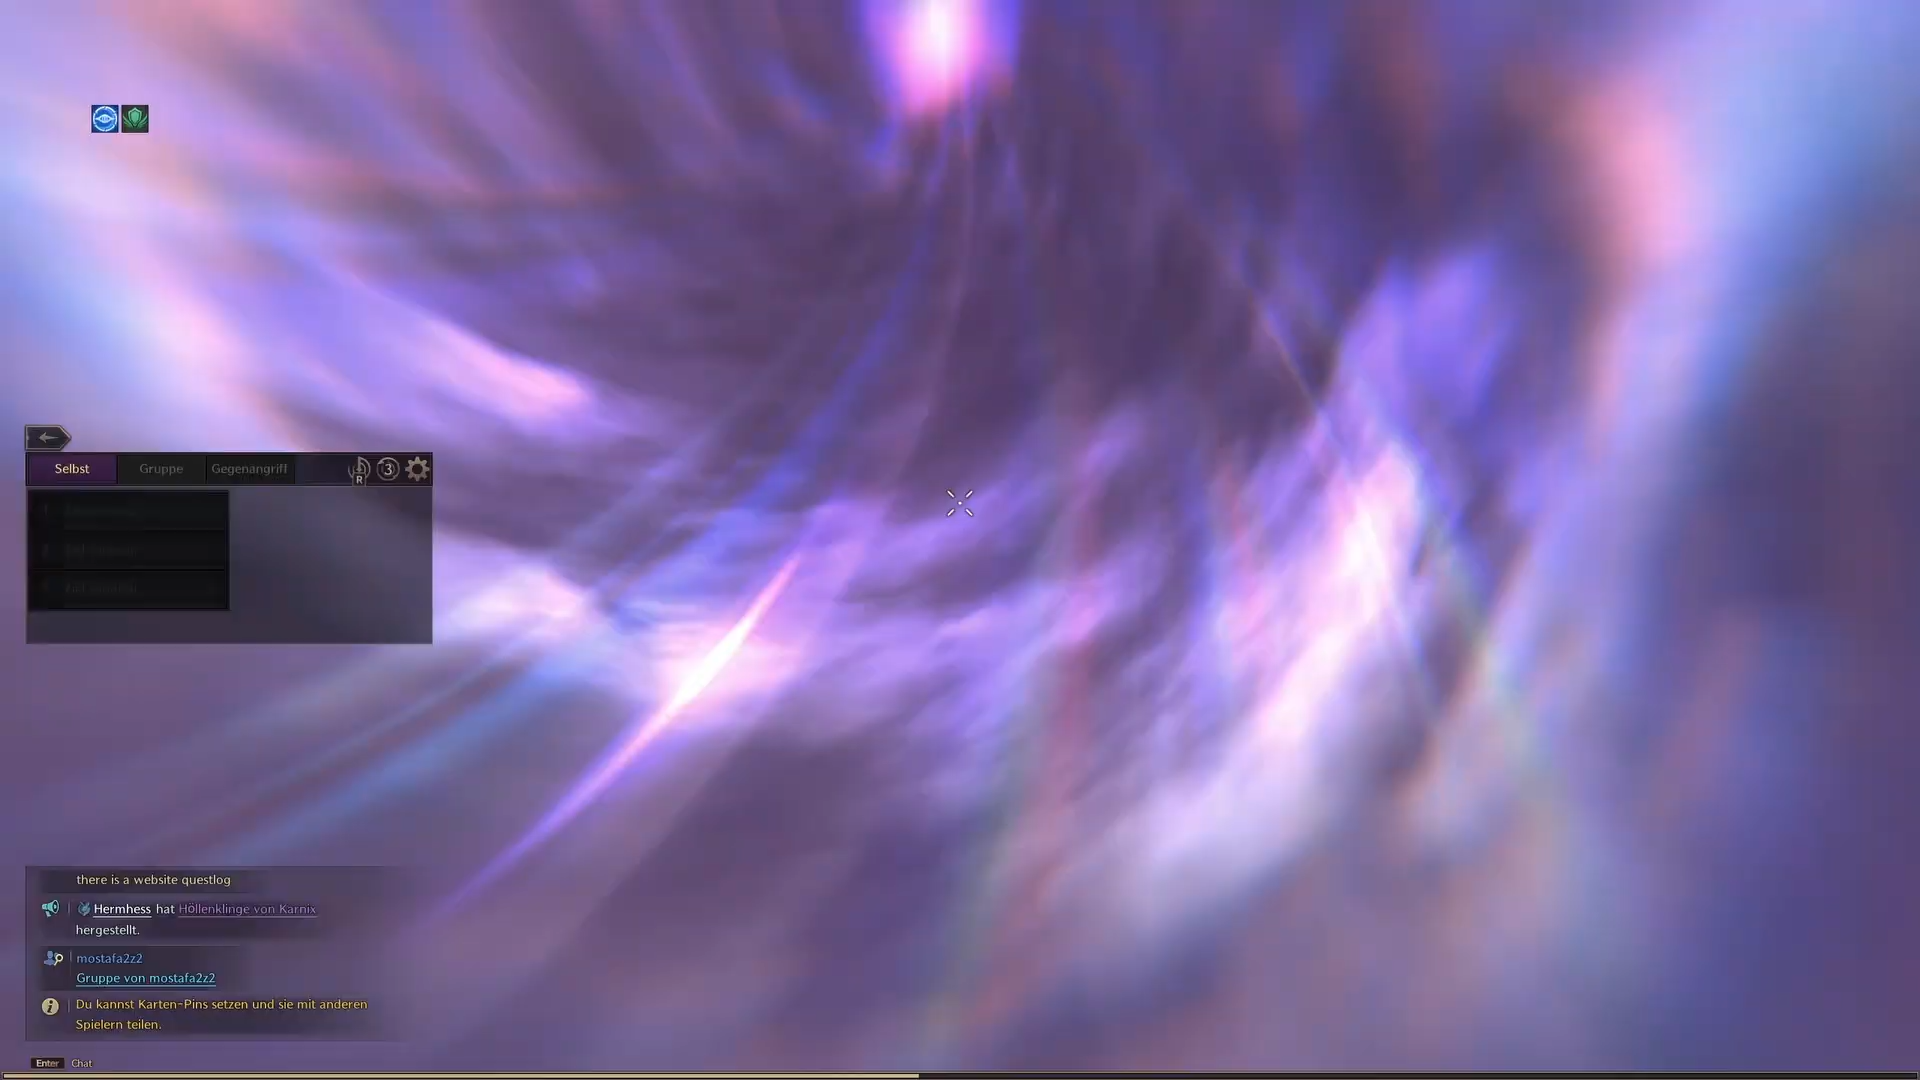 Selbst
Gruppe
Gegenangriff
R
3
there is a website questlog
Hermhess hat Höllenklinge von Karnix
hergestellt.
mostafa2z2
Gruppe von mostafa2z2
Du kannst Karten-Pins setzen und sie mit anderen
Spielern teilen.
Enter Chat